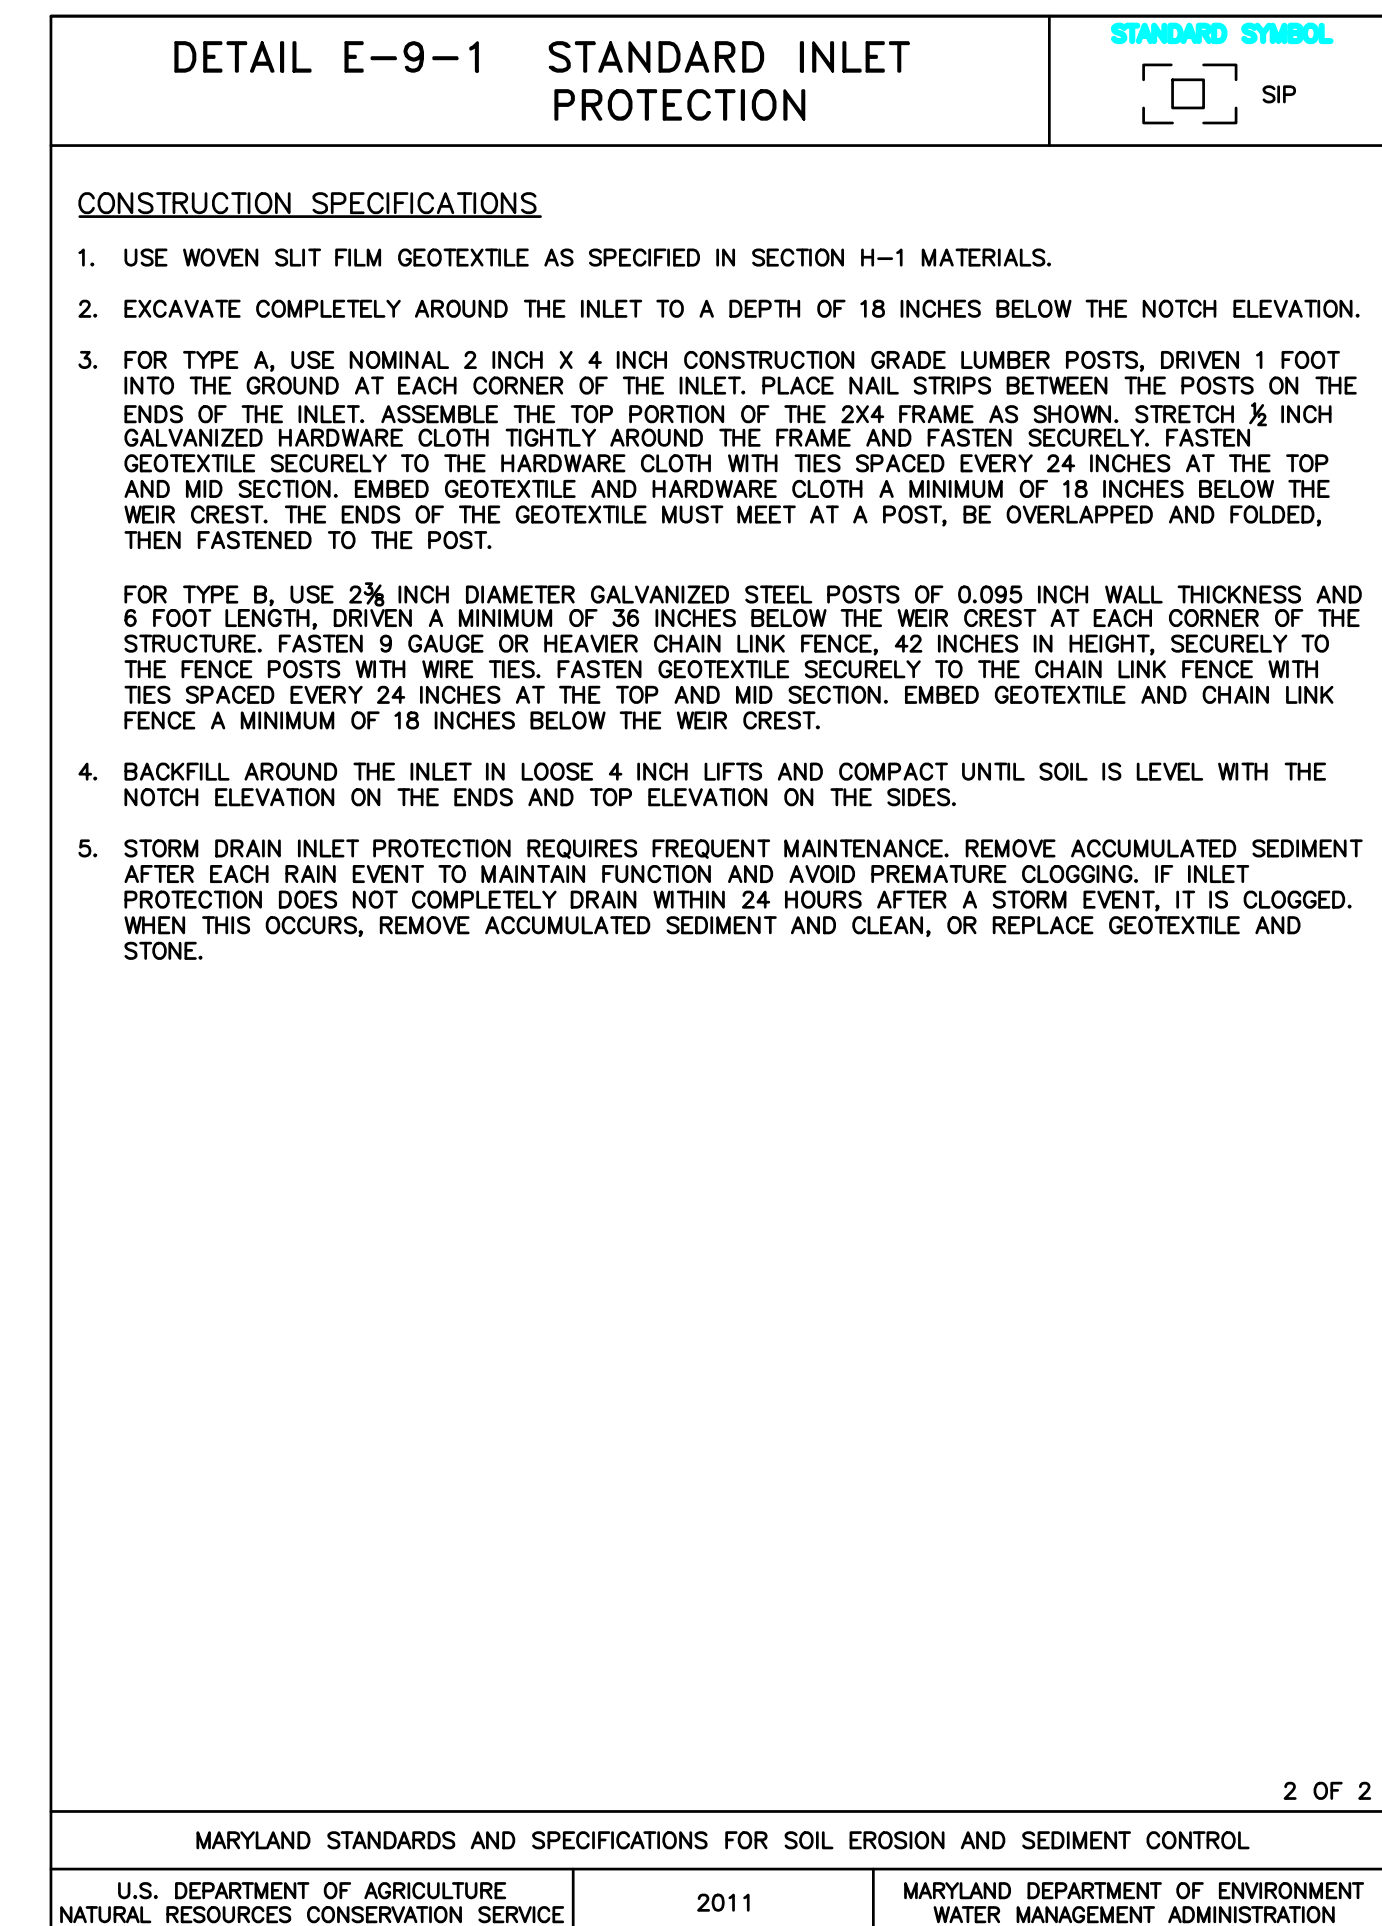 DETAIL E-9-1 STANDARD INLET
PROTECTION
STANDARD SYMBOL
SIP
CONSTRUCTION SPECIFICATIONS
1. USE WOVEN SLIT FILM GEOTEXTILE AS SPECIFIED IN SECTION H-1 MATERIALS.
2. EXCAVATE COMPLETELY AROUND THE INLET TO A DEPTH OF 18 INCHES BELOW THE NOTCH ELEVATION.
3. FOR TYPE A, USE NOMINAL 2 INCH X 4 INCH CONSTRUCTION GRADE LUMBER POSTS, DRIVEN 1 FOOT
INTO THE GROUND AT EACH CORNER OF THE INLET. PLACE NAIL STRIPS BETWEEN THE POSTS ON THE
ENDS OF THE INLET. ASSEMBLE THE TOP PORTION OF THE 2X4 FRAME AS SHOWN. STRETCH ½ INCH
GALVANIZED HARDWARE CLOTH TIGHTLY AROUND THE FRAME AND FASTEN SECURELY. FASTEN
GEOTEXTILE SECURELY TO THE HARDWARE CLOTH WITH TIES SPACED EVERY 24 INCHES AT THE TOP
AND MID SECTION. EMBED GEOTEXTILE AND HARDWARE CLOTH A MINIMUM OF 18 INCHES BELOW THE
WEIR CREST. THE ENDS OF THE GEOTEXTILE MUST MEET AT A POST, BE OVERLAPPED AND FOLDED,
THEN FASTENED TO THE POST.
FOR TYPE B, USE 2⅜ INCH DIAMETER GALVANIZED STEEL POSTS OF 0.095 INCH WALL THICKNESS AND
6 FOOT LENGTH, DRIVEN A MINIMUM OF 36 INCHES BELOW THE WEIR CREST AT EACH CORNER OF THE
STRUCTURE. FASTEN 9 GAUGE OR HEAVIER CHAIN LINK FENCE, 42 INCHES IN HEIGHT, SECURELY TO
THE FENCE POSTS WITH WIRE TIES. FASTEN GEOTEXTILE SECURELY TO THE CHAIN LINK FENCE WITH
TIES SPACED EVERY 24 INCHES AT THE TOP AND MID SECTION. EMBED GEOTEXTILE AND CHAIN LINK
FENCE A MINIMUM OF 18 INCHES BELOW THE WEIR CREST.
4. BACKFILL AROUND THE INLET IN LOOSE 4 INCH LIFTS AND COMPACT UNTIL SOIL IS LEVEL WITH THE
NOTCH ELEVATION ON THE ENDS AND TOP ELEVATION ON THE SIDES.
5. STORM DRAIN INLET PROTECTION REQUIRES FREQUENT MAINTENANCE. REMOVE ACCUMULATED SEDIMENT
AFTER EACH RAIN EVENT TO MAINTAIN FUNCTION AND AVOID PREMATURE CLOGGING. IF INLET
PROTECTION DOES NOT COMPLETELY DRAIN WITHIN 24 HOURS AFTER A STORM EVENT, IT IS CLOGGED.
WHEN THIS OCCURS, REMOVE ACCUMULATED SEDIMENT AND CLEAN, OR REPLACE GEOTEXTILE AND
STONE.
2 OF 2
MARYLAND STANDARDS AND SPECIFICATIONS FOR SOIL EROSION AND SEDIMENT CONTROL
U.S. DEPARTMENT OF AGRICULTURE
NATURAL RESOURCES CONSERVATION SERVICE
2011
MARYLAND DEPARTMENT OF ENVIRONMENT
WATER MANAGEMENT ADMINISTRATION